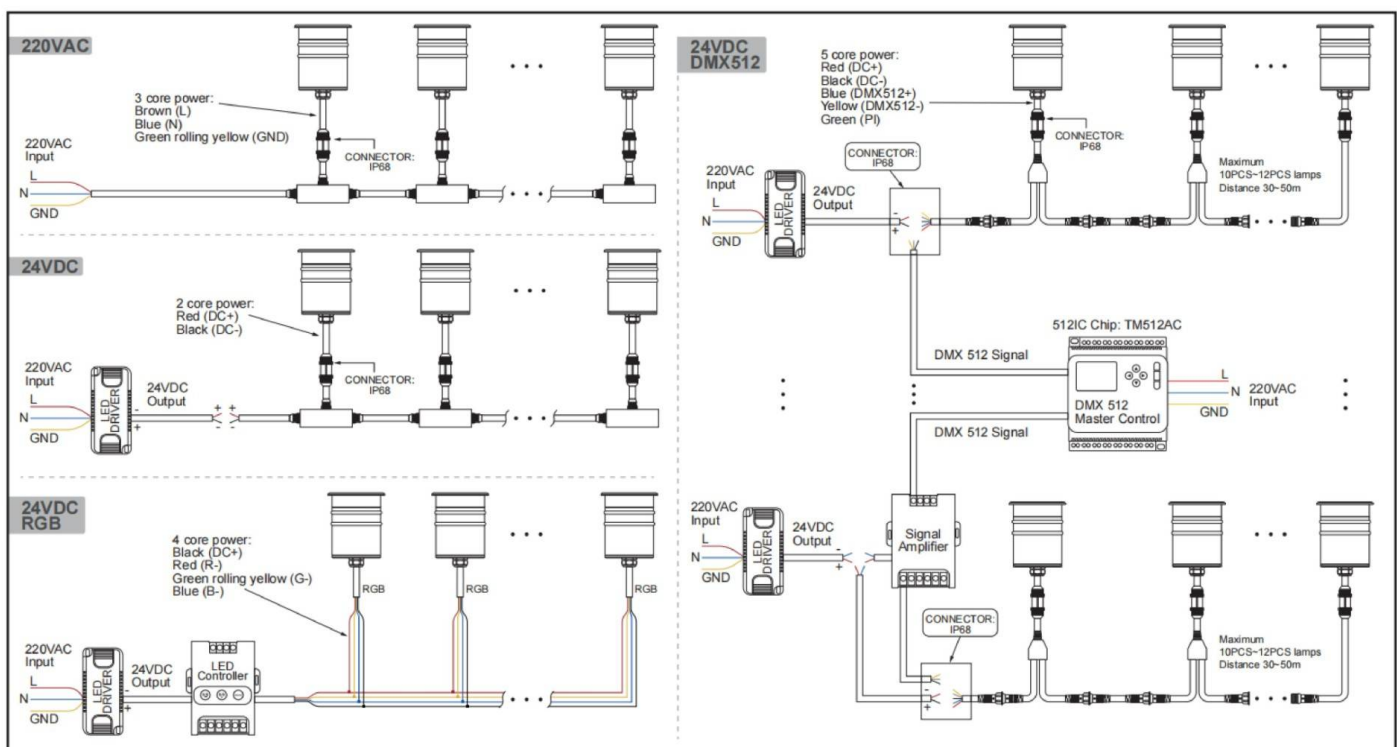 220VAC
3 core power:
Brown (L)
Blue (N)
Green rolling yellow (GND)
CONNECTOR:
IP68
220VAC
Input
L
N
GND
24VDC
2 core power:
Red (DC+)
Black (DC-)
CONNECTOR:
IP68
220VAC
Input
L
N
GND
LED
DRIVER
-
+
24VDC
Output
+ +
- -
24VDC
RGB
4 core power:
Black (DC+)
Red (R-)
Green rolling yellow (G-)
Blue (B-)
RGB
RGB
RGB
220VAC
Input
L
N
GND
LED
DRIVER
-
+
24VDC
Output
LED
Controller
24VDC
DMX512
5 core power:
Red (DC+)
Black (DC-)
Blue (DMX512+)
Yellow (DMX512-)
Green (PI)
CONNECTOR:
IP68
CONNECTOR:
IP68
Maximum
10PCS~12PCS lamps
Distance 30~50m
220VAC
Input
L
N
GND
LED
DRIVER
24VDC
Output
-
+
512IC Chip: TM512AC
DMX 512 Signal
DMX 512
Master Control
L
N
GND
220VAC
Input
DMX 512 Signal
220VAC
Input
L
N
GND
LED
DRIVER
24VDC
Output
-
+
Signal
Amplifier
CONNECTOR:
IP68
-
+
Maximum
10PCS~12PCS lamps
Distance 30~50m